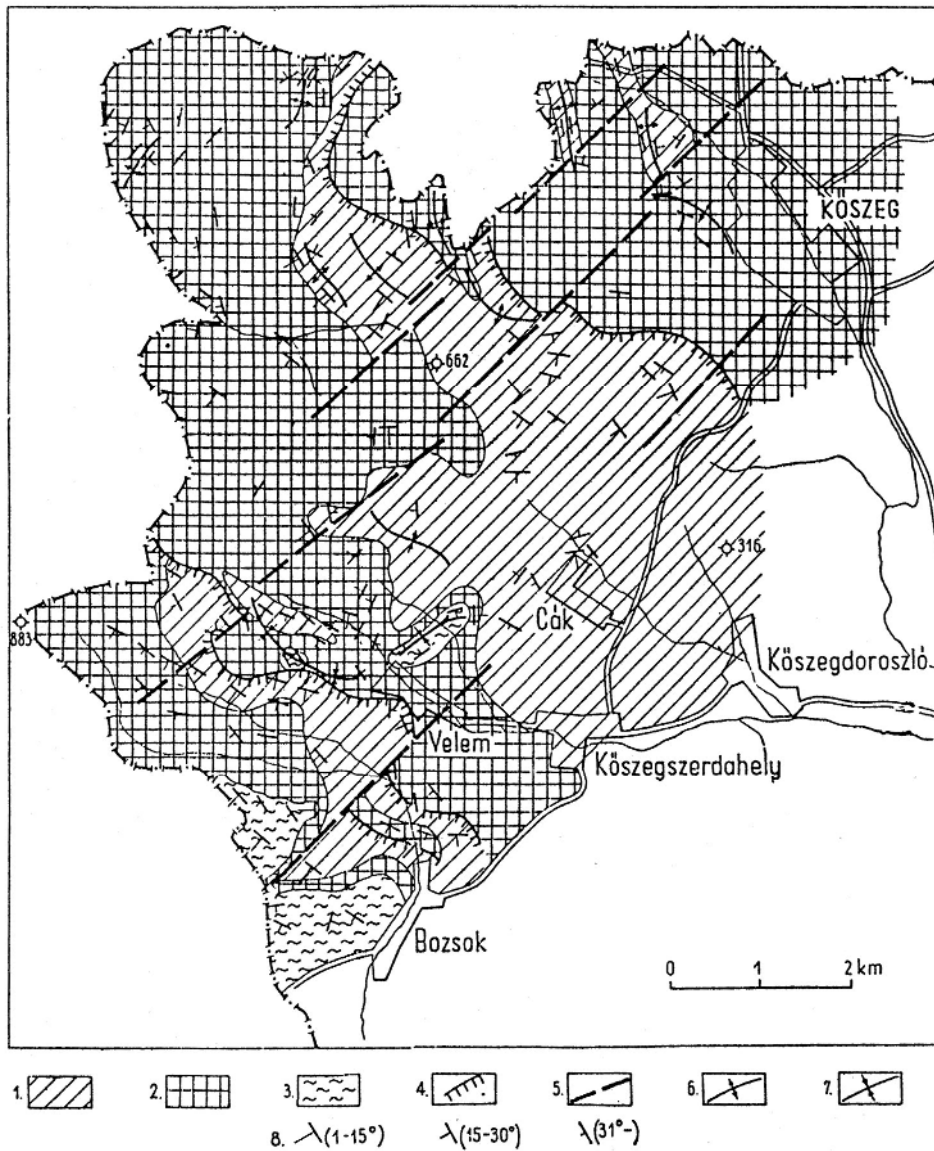 KŐSZEG
662
316
Cák
883
Kőszegdoroszló
Velem
Kőszegszerdahely
Bozsok
0 1 2 km
1. 2. 3. 4. 5. 6. 7.
8. (1-15°) (15-30°) (31°-)